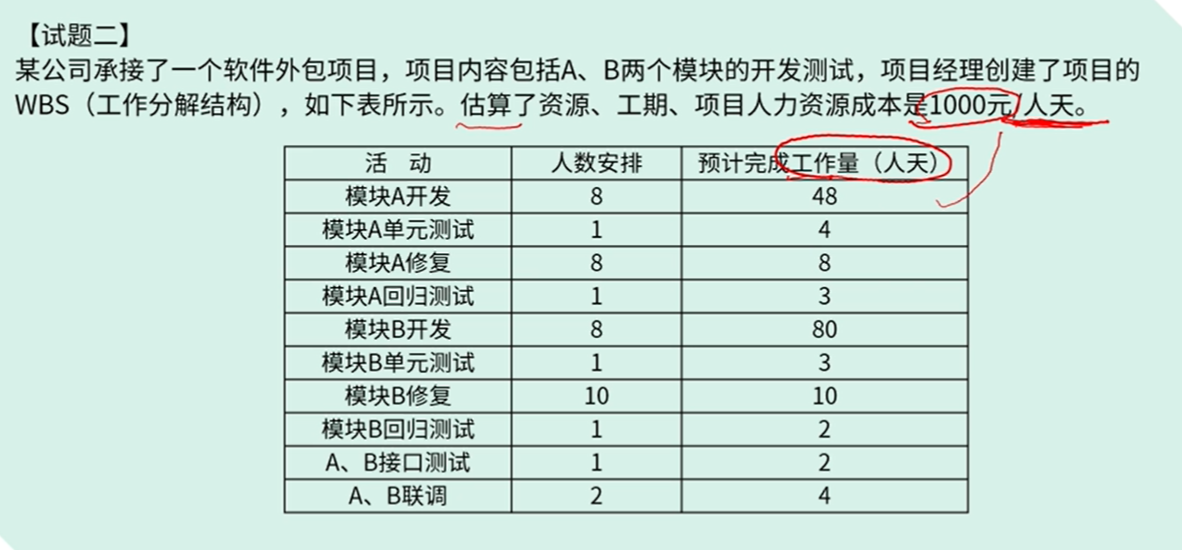 【试题二】
某公司承接了一个软件外包项目，项目内容包括A、B两个模块的开发测试，项目经理创建了项目的
WBS（工作分解结构），如下表所示。估算了资源、工期、项目人力资源成本是1000元/人天。
活 动 人数安排 预计完成工作量（人天）
模块A开发 8 48
模块A单元测试 1 4
模块A修复 8 8
模块A回归测试 1 3
模块B开发 8 80
模块B单元测试 1 3
模块B修复 10 10
模块B回归测试 1 2
A、B接口测试 1 2
A、B联调 2 4